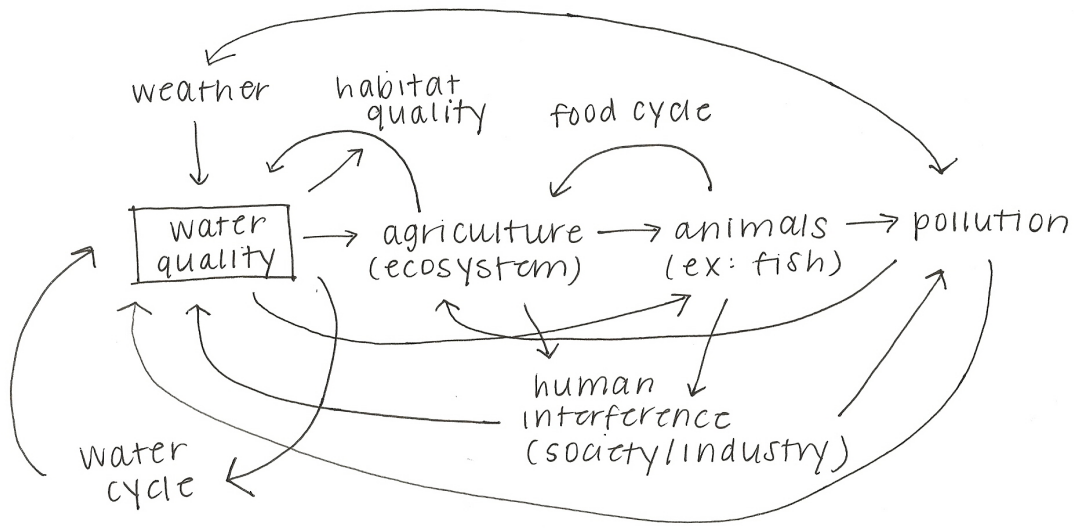 weather
habitat
quality
food cycle
water
quality
agriculture
(ecosystem)
animals
(ex: fish)
pollution
human
interference
(society/industry)
water
cycle